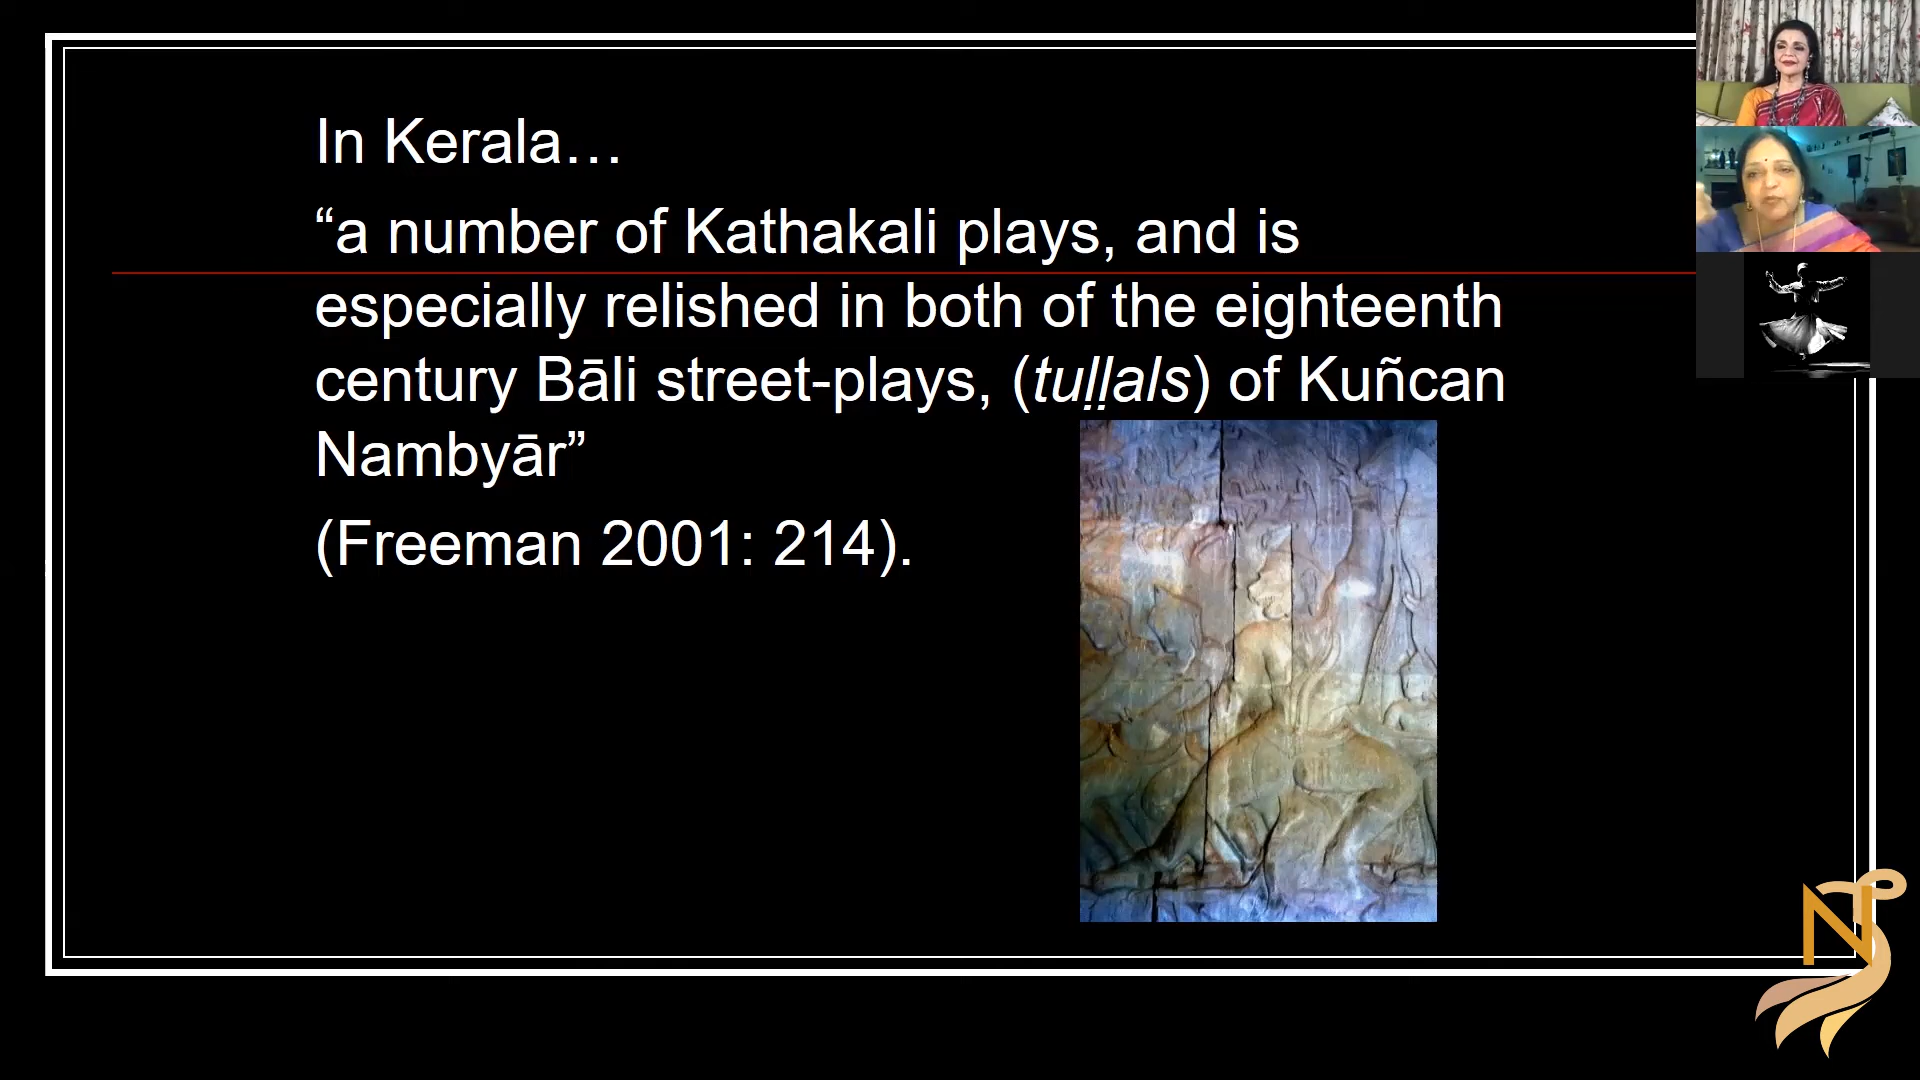 In Kerala…
“a number of Kathakali plays, and is
especially relished in both of the eighteenth
century Bāli street-plays, (tuḷḷals) of Kuñcan
Nambyār”
(Freeman 2001: 214).
N